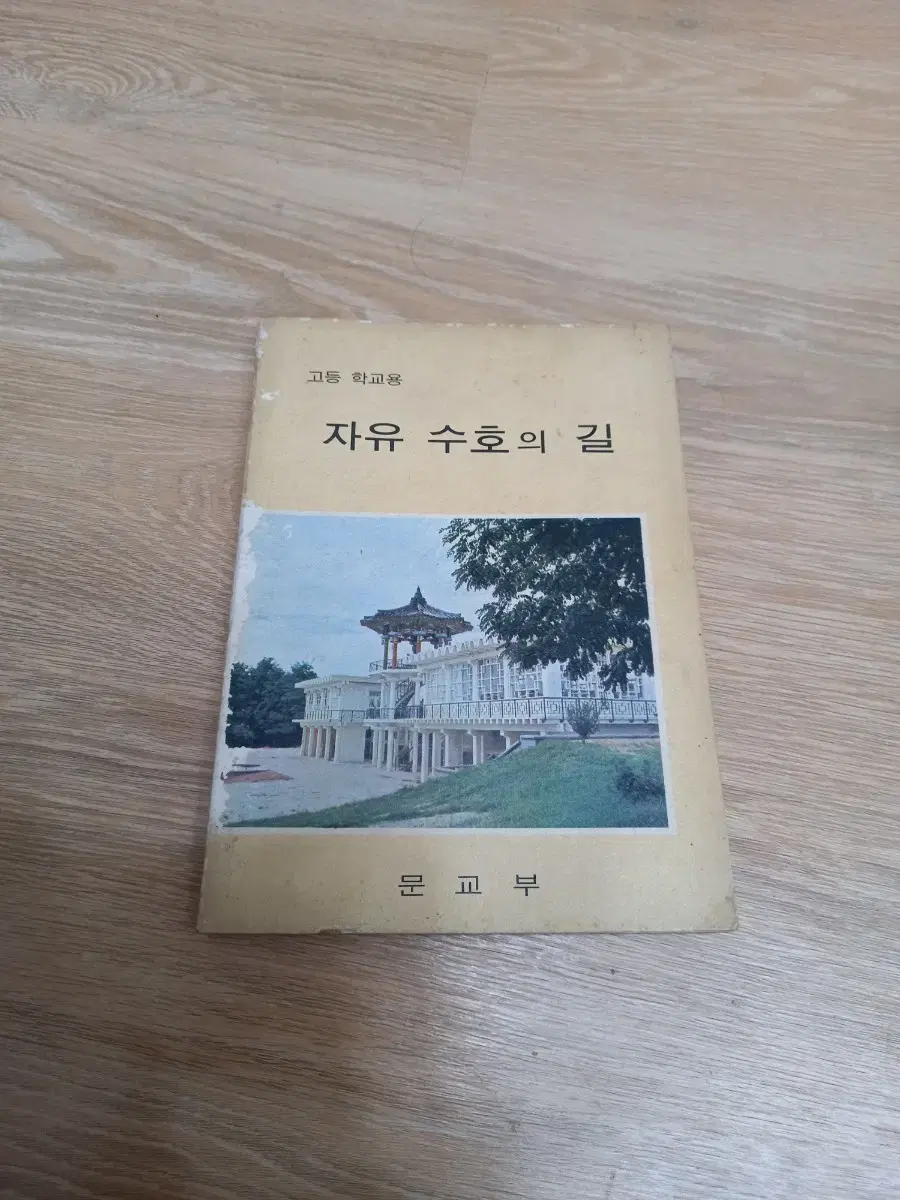 고등 학교용
자유 수호의 길
문교부